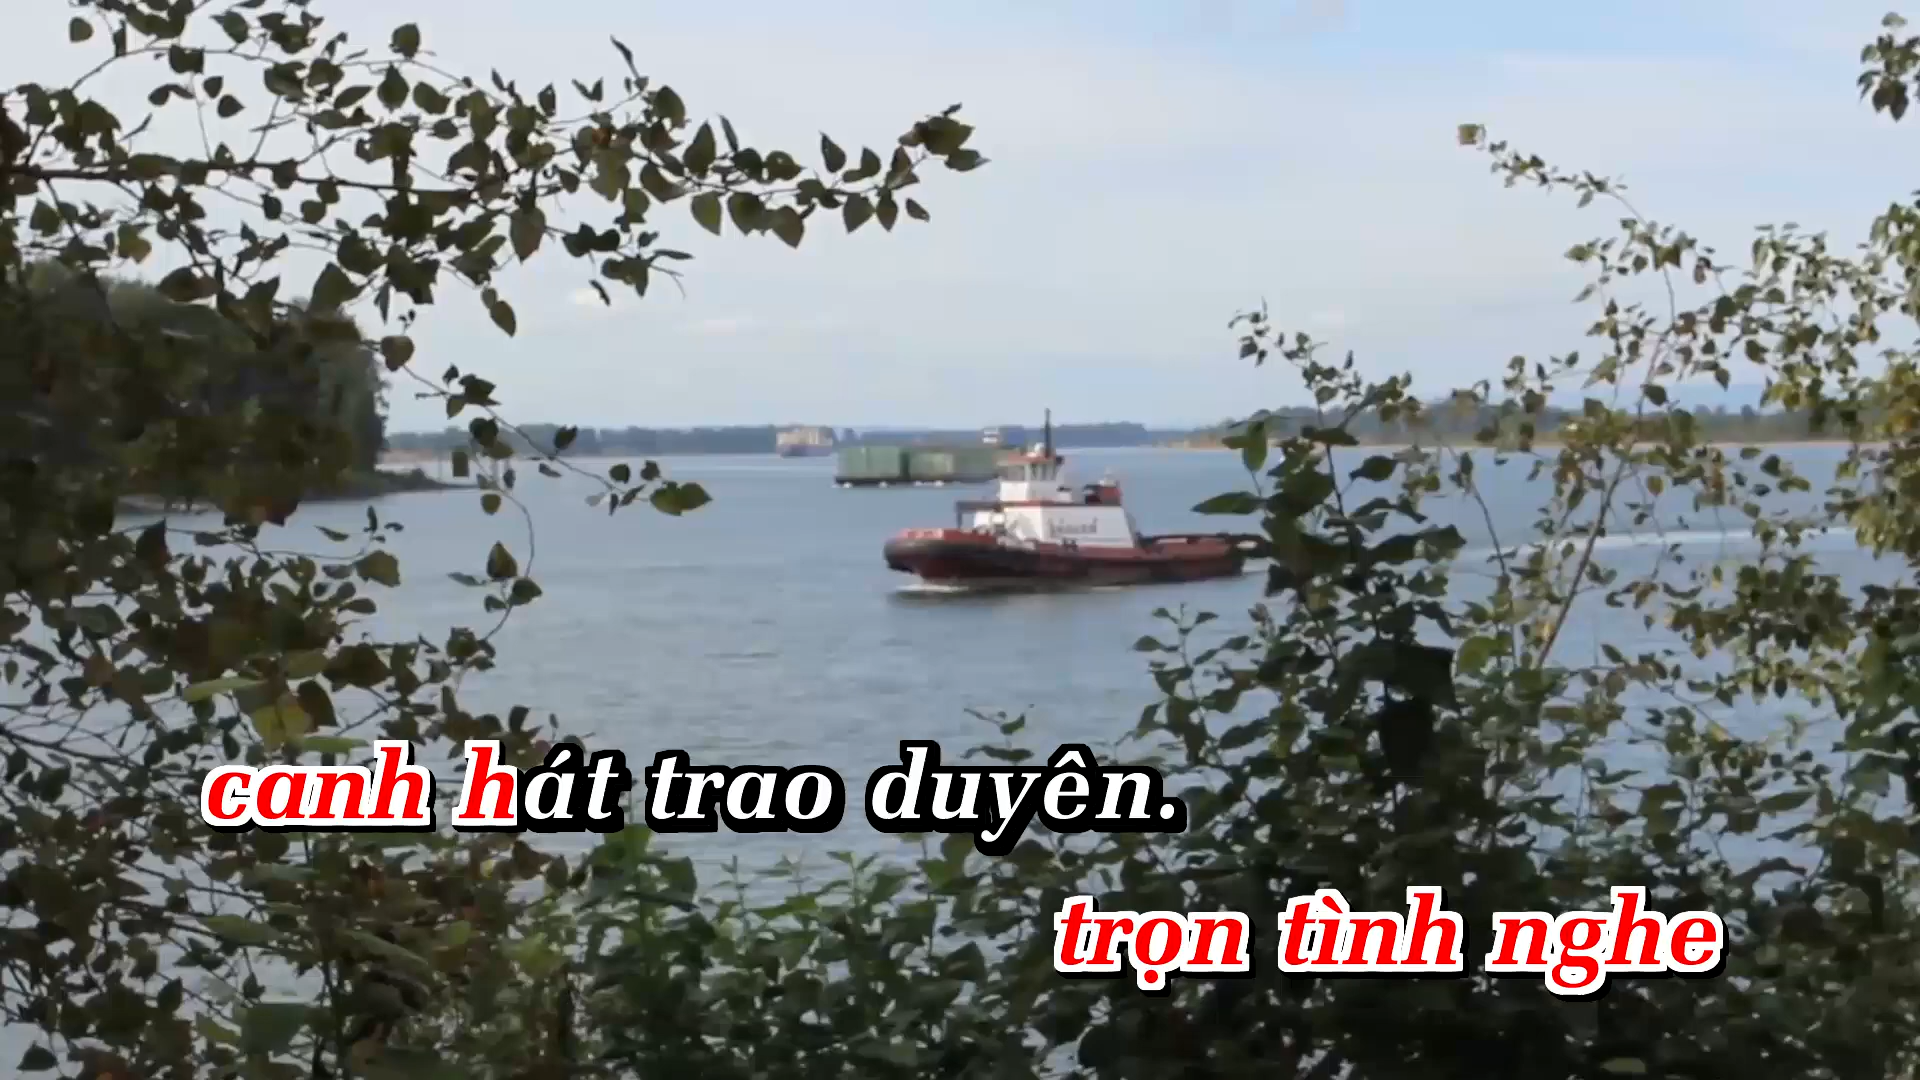 canh hát trao duyên.
trọn tình nghe